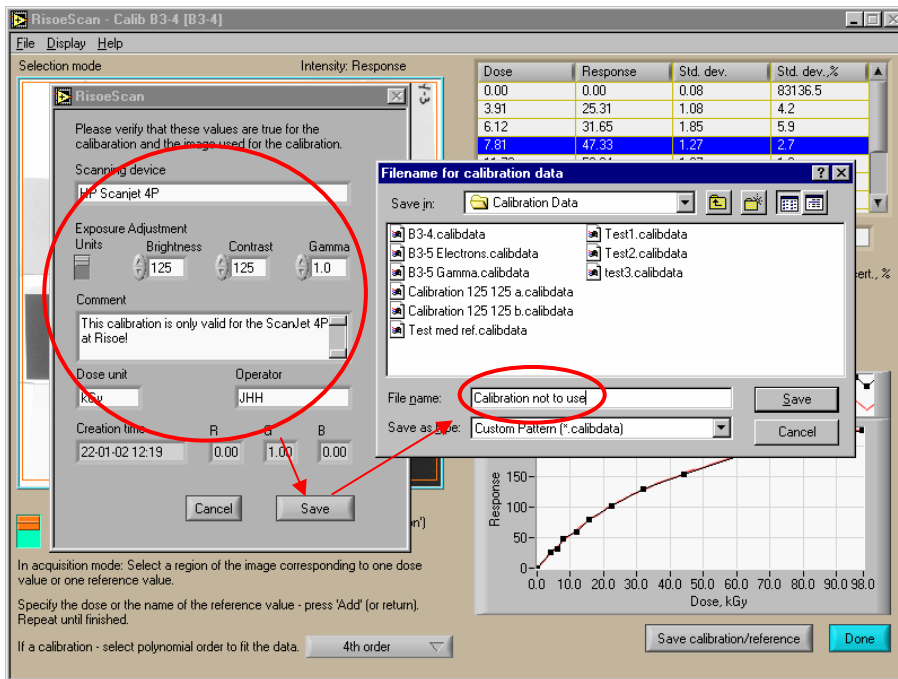 RisoeScan - Calib B3-4 [B3-4]
File Display Help
Selection mode
Intensity: Response
RisoeScan
Please verify that these values are true for the
calibaration and the image used for the calibration.
Scanning device
HP Scanjet 4P
Exposure Adjustment
Units Brightness Contrast Gamma
125 125 1.0
Comment
This calibration is only valid for the ScanJet 4P
at Risoe!
Dose unit Operator
kGy JHH
Creation time R G B
22-01-02 12:19 0.00 1.00 0.00
Cancel Save
Dose Response Std. dev. Std. dev.,%
0.00 0.00 0.08 83136.5
3.91 25.31 1.08 4.2
6.12 31.65 1.85 5.9
7.81 47.33 1.27 2.7
Filename for calibration data
Save in: Calibration Data
B3-4.calibdata
B3-5 Electrons.calibdata
B3-5 Gamma.calibdata
Calibration 125 125 a.calibdata
Calibration 125 125 b.calibdata
Test med ref.calibdata
Test1.calibdata
Test2.calibdata
test3.calibdata
File name: Calibration not to use Save
Save as type: Custom Pattern (*.calibdata) Cancel
ert., %
on')
Response
150-
100-
50-
0-
0.0 10.0 20.0 30.0 40.0 50.0 60.0 70.0 80.0 90.0 98.0
Dose, kGy
In acquisition mode: Select a region of the image corresponding to one dose
value or one reference value.
Specify the dose or the name of the reference value - press 'Add' (or return).
Repeat until finished.
If a calibration - select polynomial order to fit the data. 4th order
Save calibration/reference Done